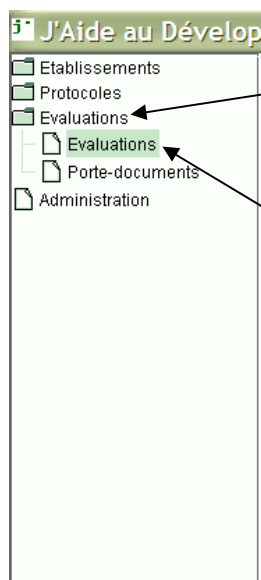 J'Aide au Dévelop
Etablissements
Protocoles
Evaluations
Evaluations
Porte-documents
Administration